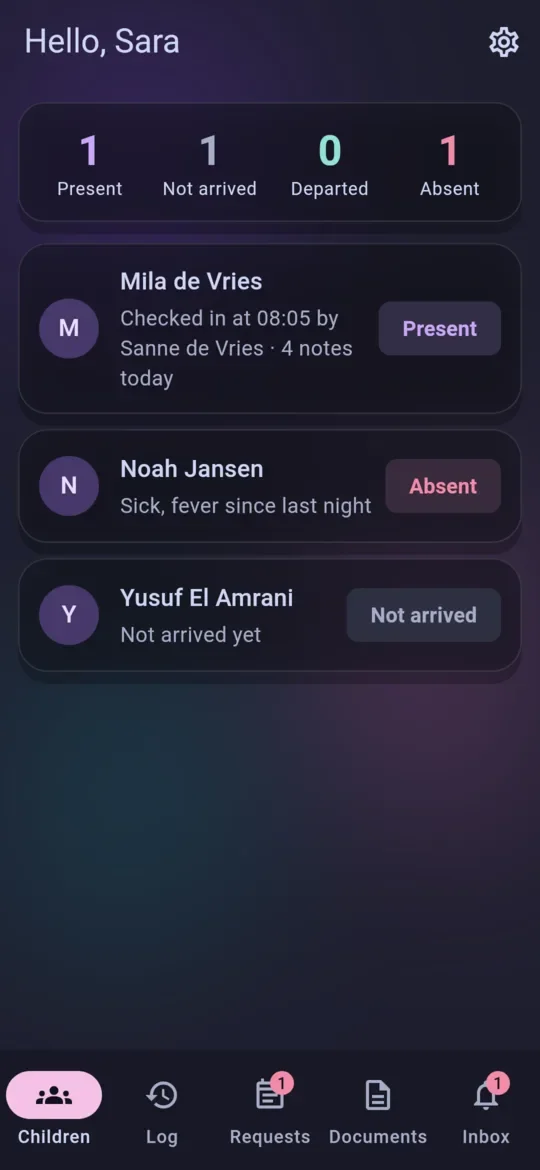 Hello, Sara
1 1 0 1
Present Not arrived Departed Absent
Mila de Vries
M
Checked in at 08:05 by
Sanne de Vries · 4 notes
today
Present
Noah Jansen
N
Sick, fever since last night
Absent
Yusuf El Amrani
Y
Not arrived yet
Not arrived
1 1
Children Log Requests Documents Inbox